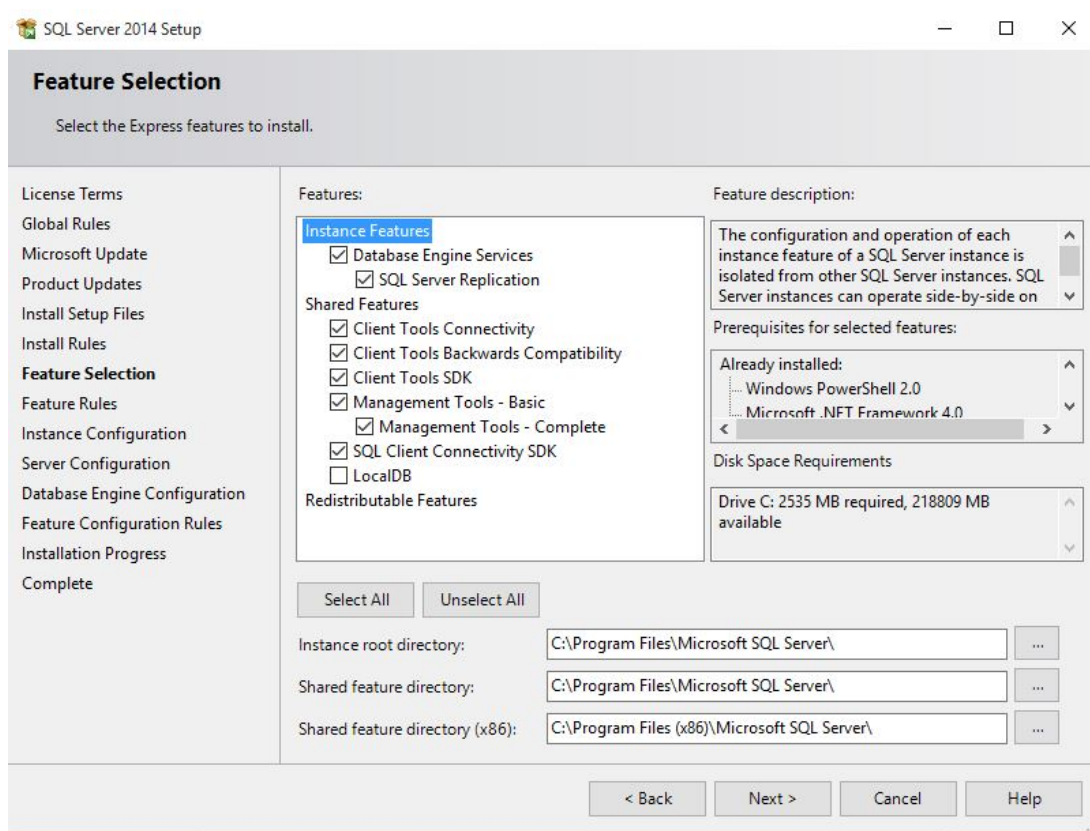 SQL Server 2014 Setup
Feature Selection
Select the Express features to install.
License Terms
Global Rules
Microsoft Update
Product Updates
Install Setup Files
Install Rules
Feature Selection
Feature Rules
Instance Configuration
Server Configuration
Database Engine Configuration
Feature Configuration Rules
Installation Progress
Complete
Features:
Instance Features
Database Engine Services
SQL Server Replication
Shared Features
Client Tools Connectivity
Client Tools Backwards Compatibility
Client Tools SDK
Management Tools - Basic
Management Tools - Complete
SQL Client Connectivity SDK
LocalDB
Redistributable Features
Feature description:
The configuration and operation of each
instance feature of a SQL Server instance is
isolated from other SQL Server instances. SQL
Server instances can operate side-by-side on
Prerequisites for selected features:
Already installed:
Windows PowerShell 2.0
Microsoft .NET Framework 4.0
Disk Space Requirements
Drive C: 2535 MB required, 218809 MB
available
Select All
Unselect All
Instance root directory:
C:\Program Files\Microsoft SQL Server\
...
Shared feature directory:
C:\Program Files\Microsoft SQL Server\
...
Shared feature directory (x86):
C:\Program Files (x86)\Microsoft SQL Server\
...
< Back
Next >
Cancel
Help